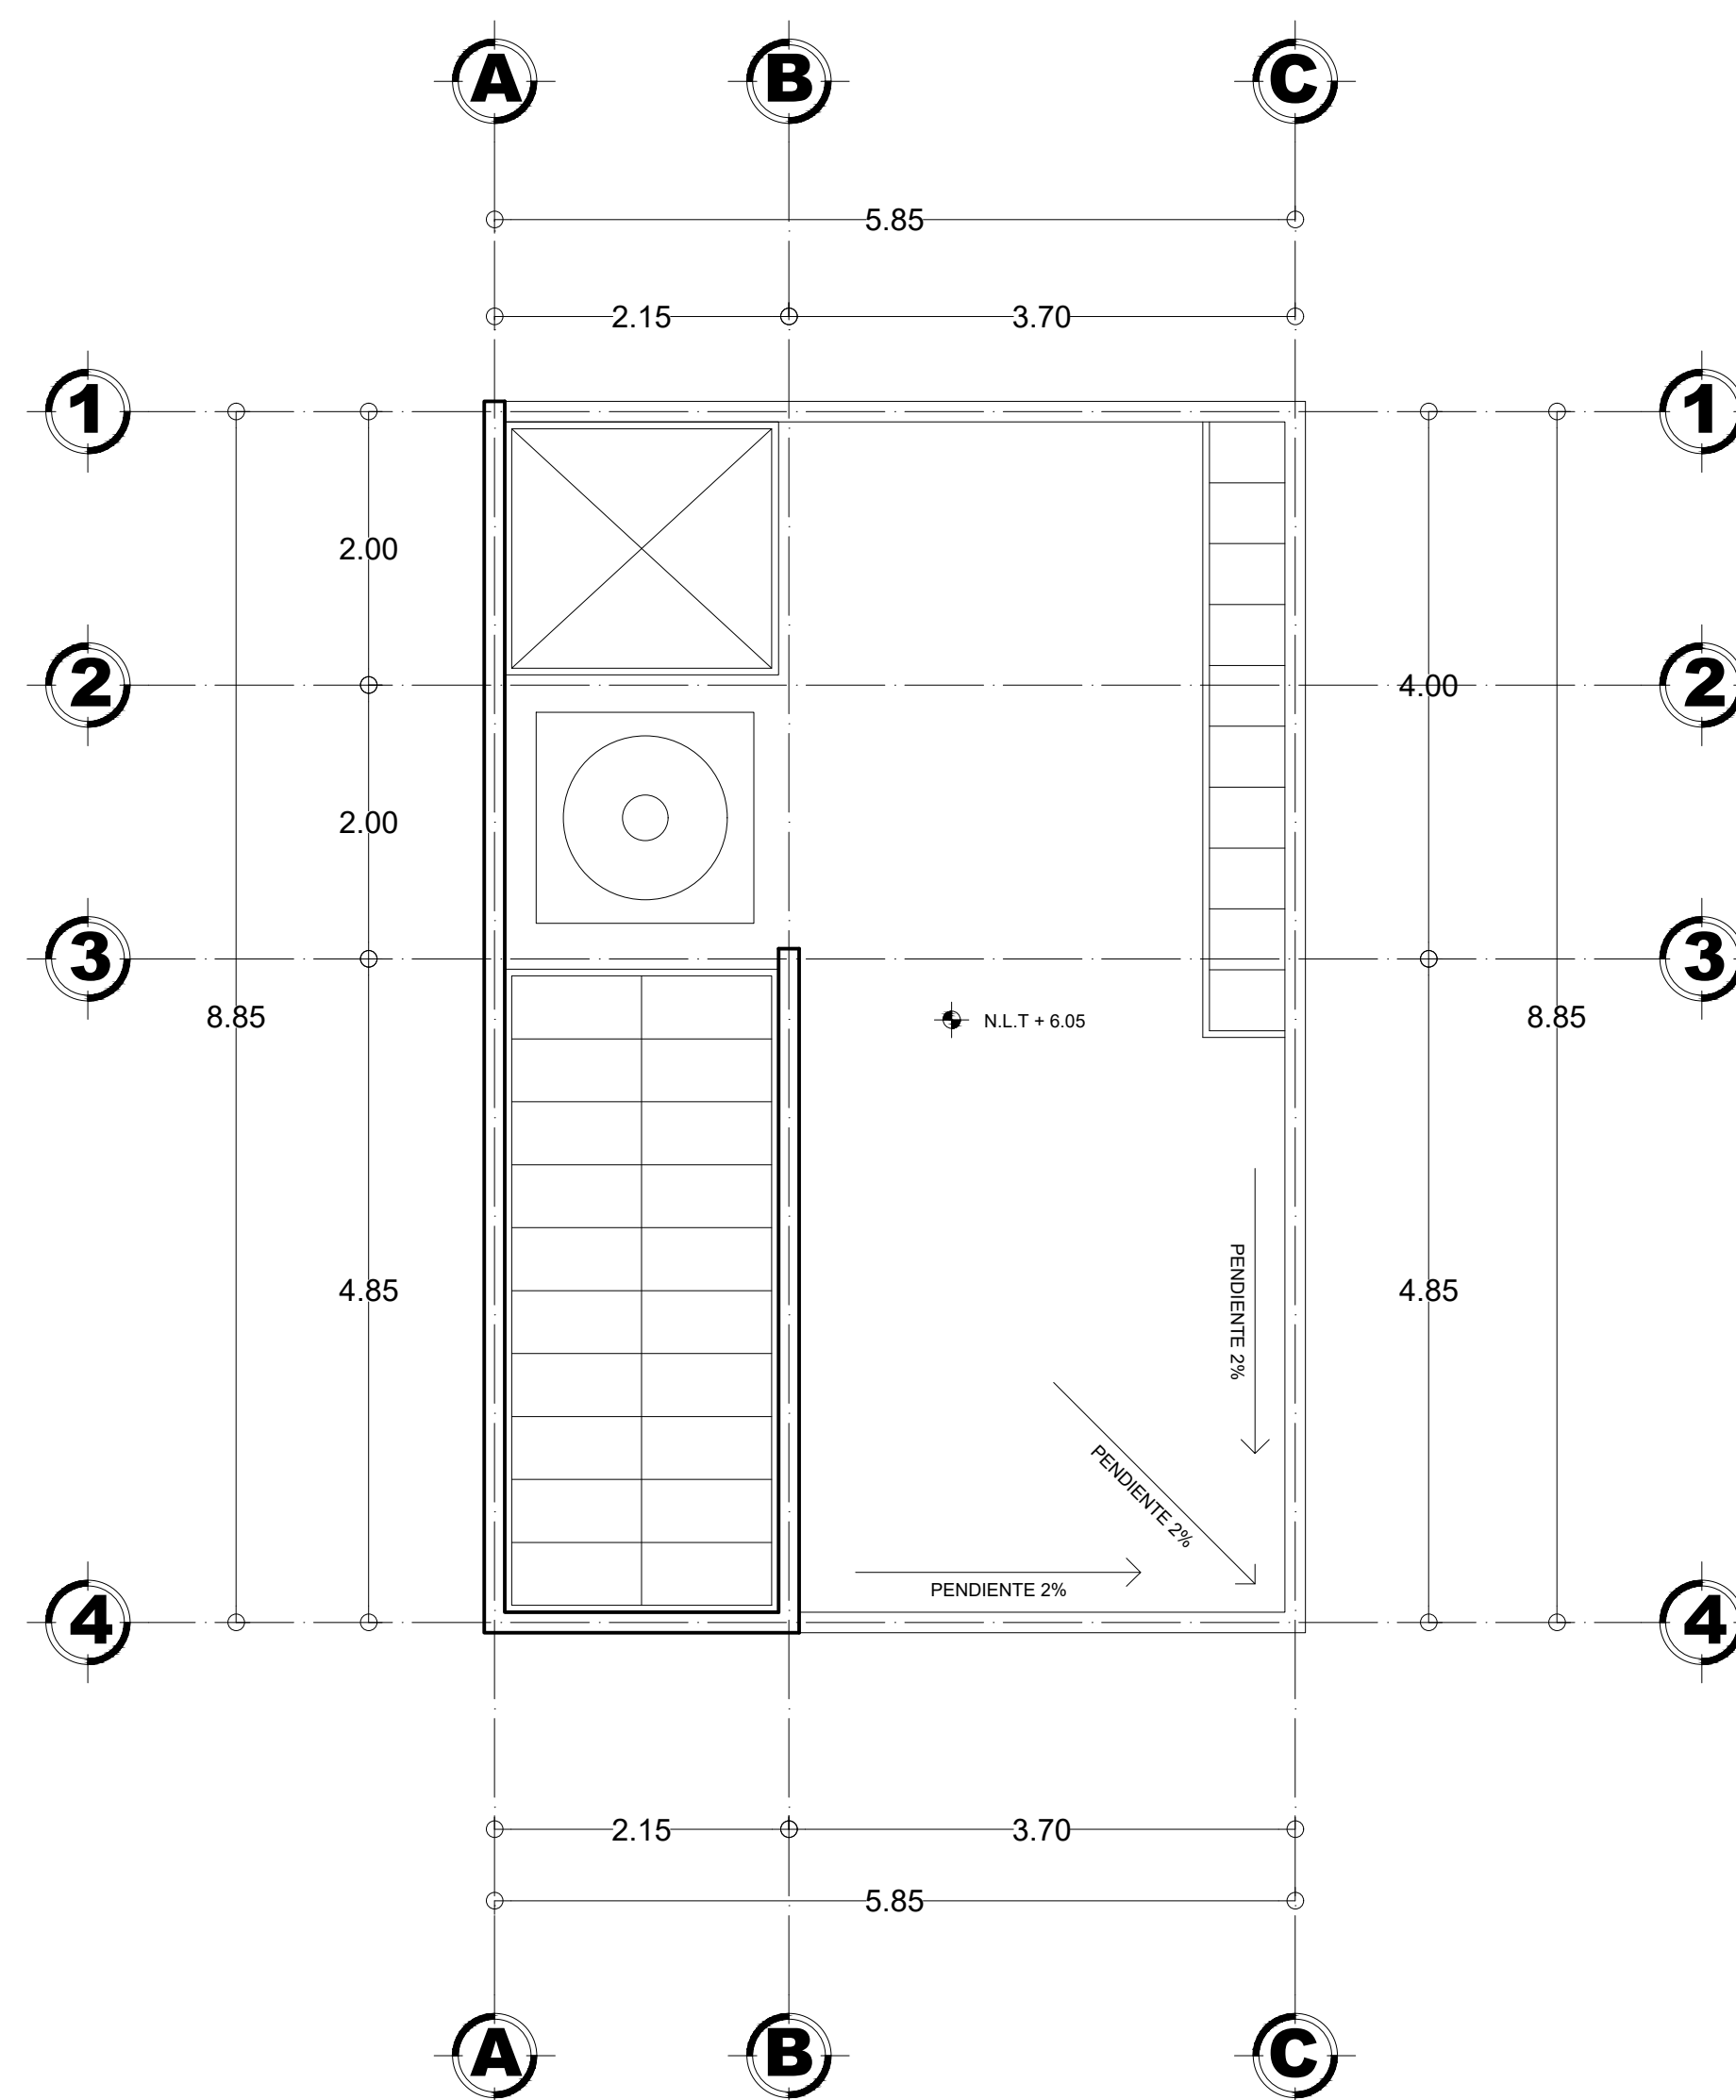 A B C
5.85
2.15 3.70
1 1
2.00
2 4.00 2
2.00
3 3
8.85 N.L.T + 6.05 8.85
PENDIENTE 2%
4.85 4.85
PENDIENTE 2%
PENDIENTE 2%
4 4
2.15 3.70
5.85
A B C